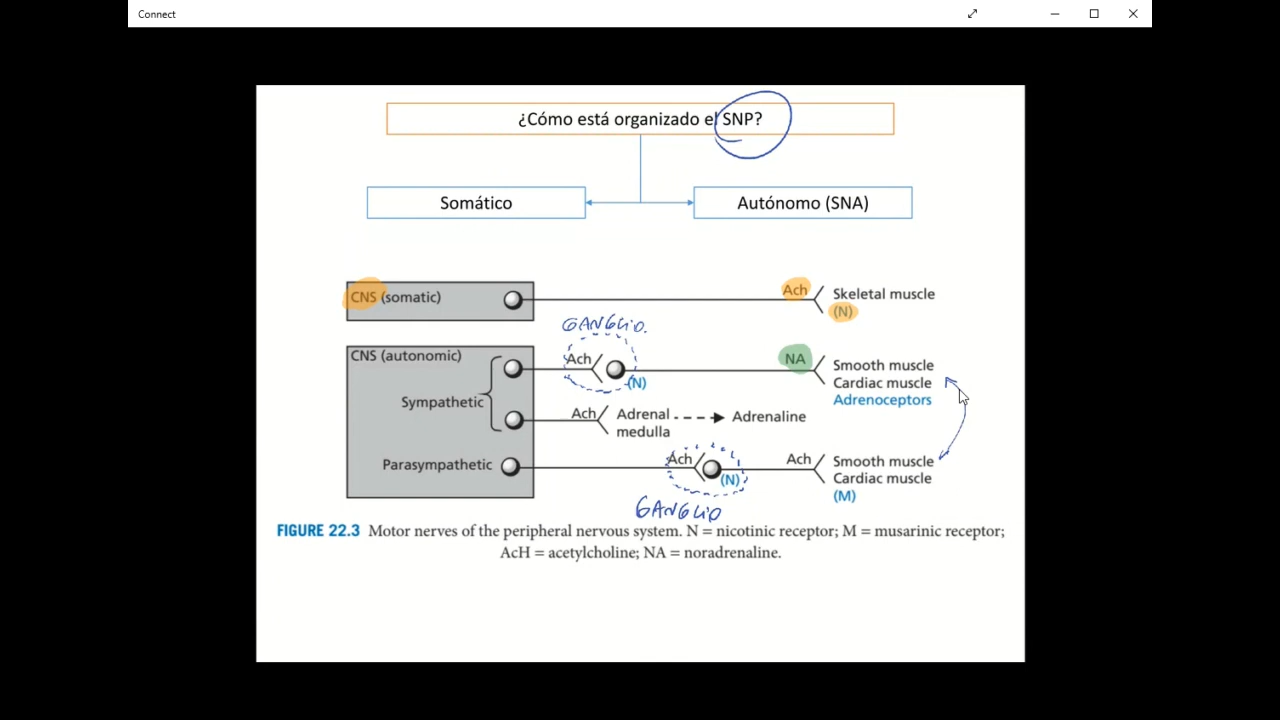 Connect
¿Cómo está organizado el SNP?
Somático
Autónomo (SNA)
CNS (somatic)
Ach
Skeletal muscle
(N)
GANGLIO.
CNS (autonomic)
Ach
(N)
NA
Smooth muscle
Cardiac muscle
Adrenoceptors
Sympathetic
Ach
Adrenal
medulla
Adrenaline
Parasympathetic
Ach
(N)
Ach
Smooth muscle
Cardiac muscle
(M)
GANGLIO
FIGURE 22.3 Motor nerves of the peripheral nervous system. N = nicotinic receptor; M = musarinic receptor;
AcH = acetylcholine; NA = noradrenaline.